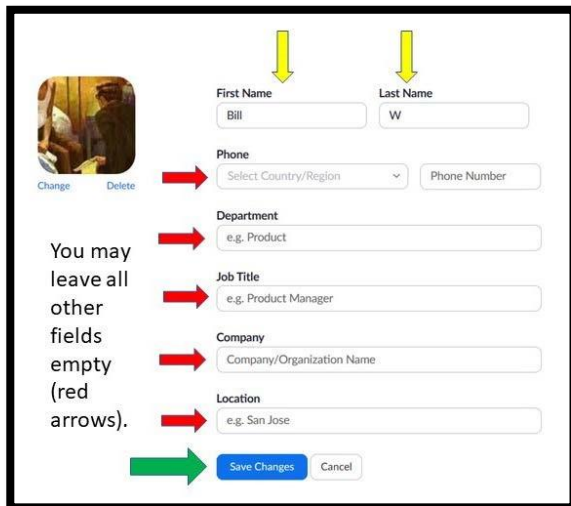 First Name Last Name
Bill W
Phone
Select Country/Region Phone Number
Change Delete
Department
e.g. Product
You may
leave all
other
fields
empty
(red
arrows).
Job Title
e.g. Product Manager
Company
Company/Organization Name
Location
e.g. San Jose
Save Changes Cancel